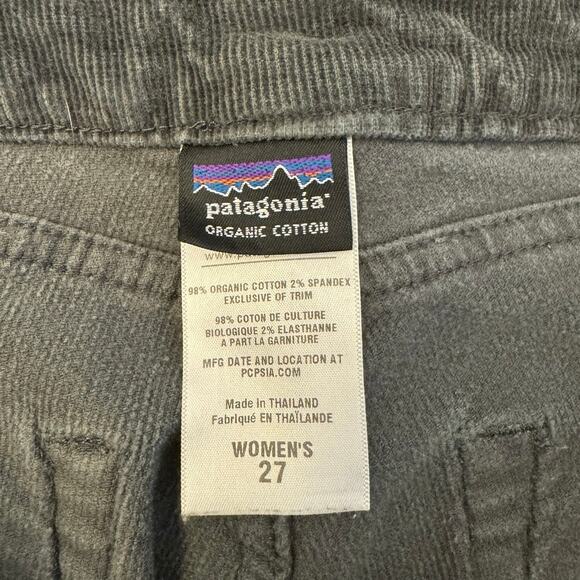 patagonia®
ORGANIC COTTON
98% ORGANIC COTTON 2% SPANDEX
EXCLUSIVE OF TRIM
98% COTON DE CULTURE
BIOLOGIQUE 2% ELASTHANNE
A PART LA GARNITURE
MFG DATE AND LOCATION AT
PCPSIA.COM
Made in THAILAND
Fabriqué EN THAÏLANDE
WOMEN'S
27